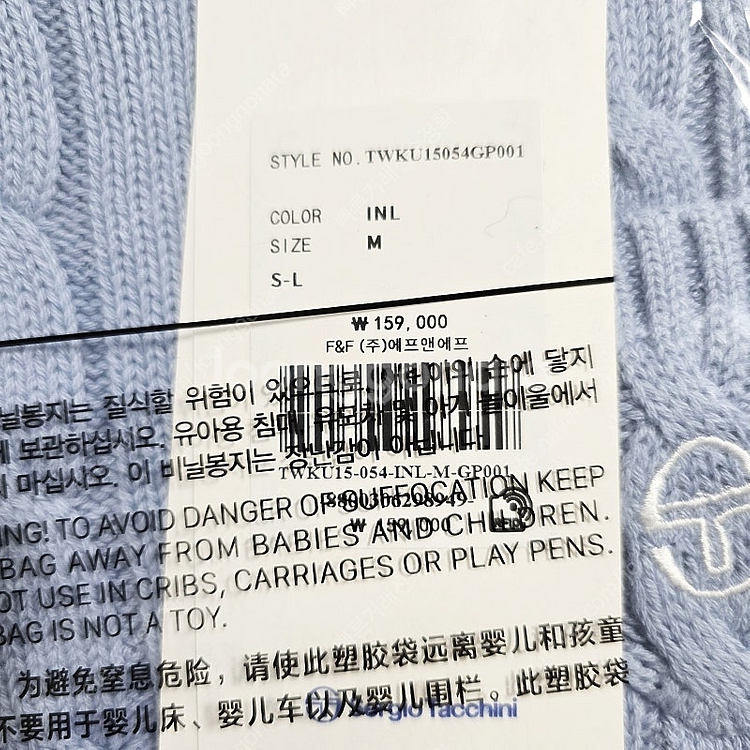 STYLE NO. TWKU15054GP001
COLOR INL
SIZE M
S-L
₩ 159,000
F&F (주)에프앤에프
닐봉지는 질식할 위험이 있으므로 손에 닿지
보관하십시오. 유아용 침대, 유모차 및 아기 놀이울에서
마십시오. 이 비닐봉지는 장난감이 아닙니다.
TWKU15-054-INL-M-GP001
ING! TO AVOID DANGER OF SUFFOCATION KEEP
₩ 159,000
BAG AWAY FROM BABIES AND CHILDREN.
OT USE IN CRIBS, CARRIAGES OR PLAY PENS.
BAG IS NOT A TOY.
为避免窒息危险，请使此塑胶袋远离婴儿和孩童
不要用于婴儿床、婴儿车以及婴儿围栏。此塑胶袋
sergio tacchini